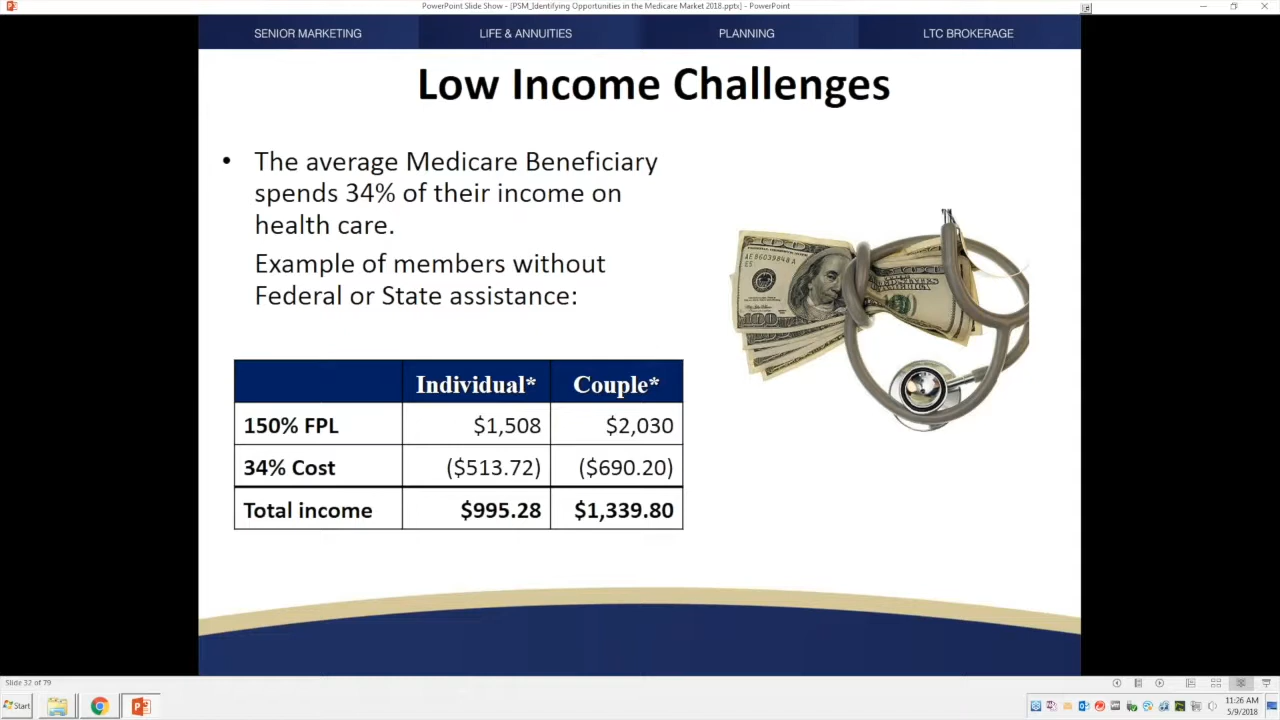 PowerPoint Slide Show - [PSM_Identifying Opportunities in the Medicare Market 2018.pptx] - PowerPoint
SENIOR MARKETING LIFE & ANNUITIES PLANNING LTC BROKERAGE
Low Income Challenges
• The average Medicare Beneficiary
spends 34% of their income on
health care.
Example of members without
Federal or State assistance:
Individual* Couple*
150% FPL $1,508 $2,030
34% Cost ($513.72) ($690.20)
Total income $995.28 $1,339.80
Slide 32 of 79
Start
11:26 AM
5/9/2018